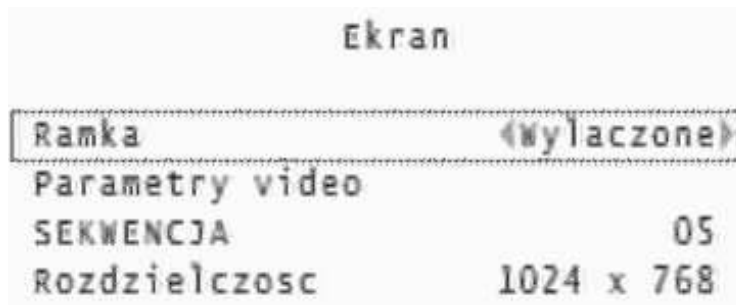 Ekran
Ramka Wylaczone
Parametry video
SEKWENCJA 05
Rozdzielczosc 1024 x 768